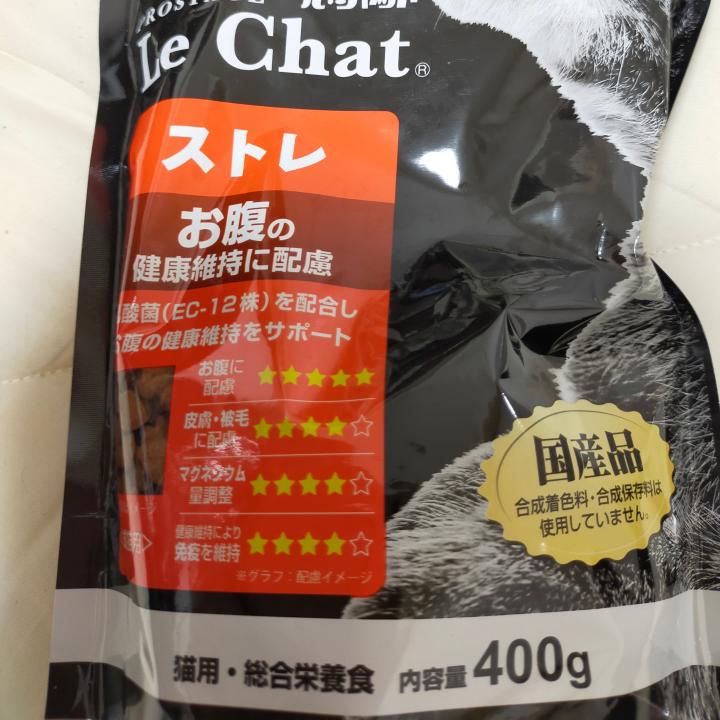 Le Chat®
ストレ
お腹の
健康維持に配慮
酸菌(EC-12株)を配合し
お腹の健康維持をサポート
お腹に
配慮 ★★★★★
皮膚・被毛
に配慮 ★★★★☆
マグネシウム
量調整 ★★★★☆
健康維持により
免疫を維持 ★★★★☆
※グラフ:配慮イメージ
国産品
合成着色料・合成保存料は
使用していません。
猫用・総合栄養食 内容量 400g